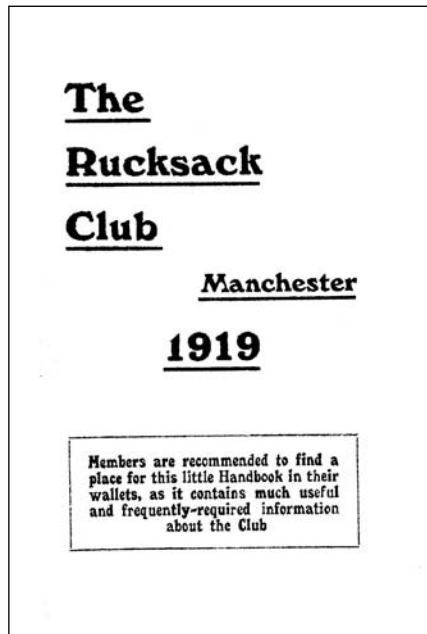 The
Rucksack
Club
Manchester
1919
Members are recommended to find a
place for this little Handbook in their
wallets, as it contains much useful
and frequently-required information
about the Club